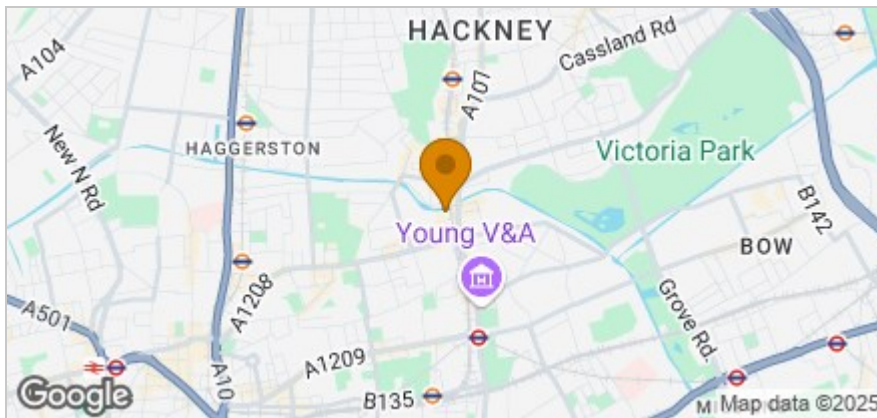 HACKNEY
A104
A107
Cassland Rd
New N Rd
HAGGERSTON
Victoria Park
B142
Young V&A
BOW
A1208
A501
Grove Rd.
A1209
A10
B135
Google
Map data ©2025